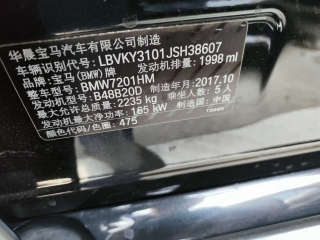 华晨宝马汽车有限公司制造
车辆识别代号: LBVKY3101JSH38607
品牌: 宝马(BMW)牌 发动机排量: 1998 ml
整车型号: BMW7201HM
发动机型号: B48B20D 制造年月: 2017.10
最大允许总质量: 2235 kg 乘坐人数: 5 人
发动机最大净功率: 165 kW 制造国: 中国
颜色代码/色号: 475